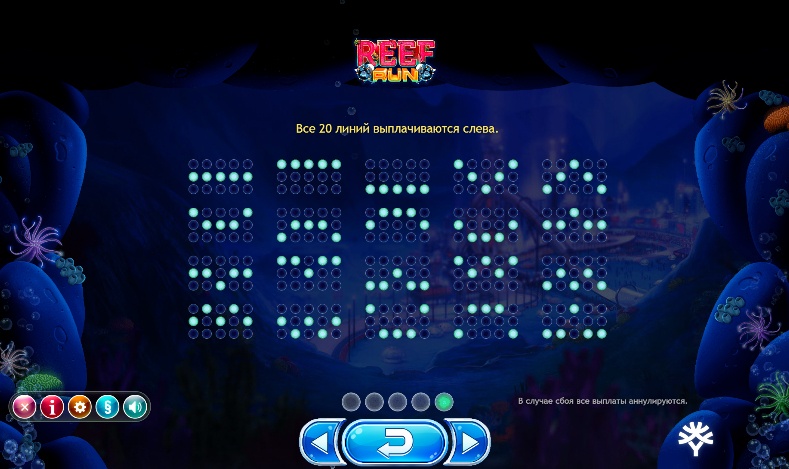 REEF
RUN
Все 20 линий выплачиваются слева.
В случае сбоя все выплаты аннулируются.